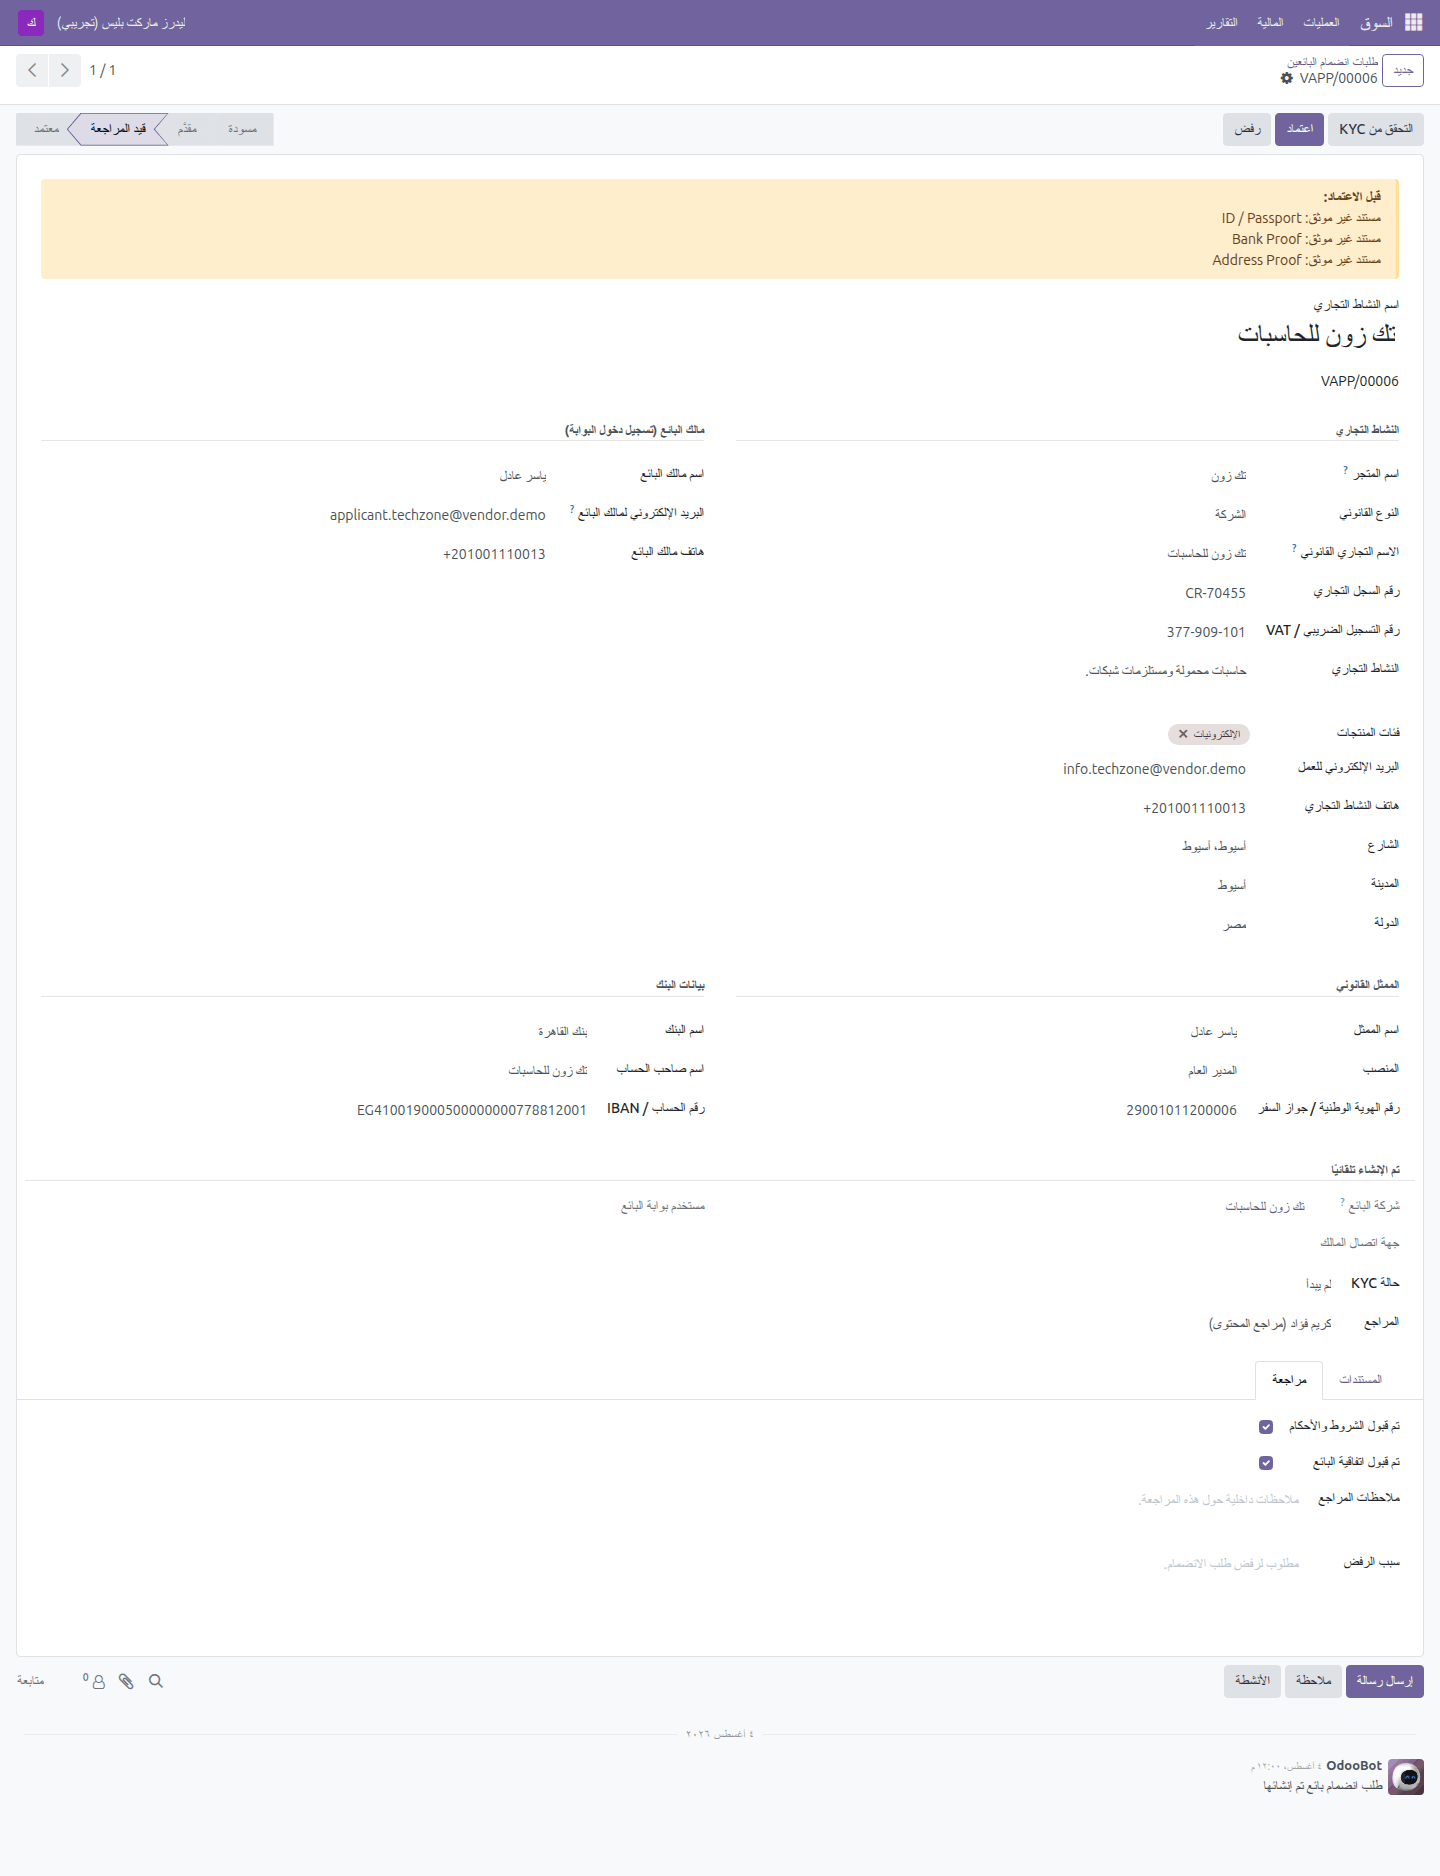 السوق العمليات المالية التقارير
ليدرز ماركت بليس (تجريبي) ك
جديد
طلبات انضمام البائعين
VAPP/00006
1 / 1
التحقق من KYC اعتماد رفض
مسودة مقدَّم قيد المراجعة معتمد
قبل الاعتماد:
مستند غير موثق: ID / Passport
مستند غير موثق: Bank Proof
مستند غير موثق: Address Proof
اسم النشاط التجاري
تك زون للحاسبات
VAPP/00006
النشاط التجاري
اسم المتجر ? تك زون
النوع القانوني الشركة
الاسم التجاري القانوني ? تك زون للحاسبات
رقم السجل التجاري CR-70455
رقم التسجيل الضريبي / VAT 377-909-101
النشاط التجاري حاسبات محمولة ومستلزمات شبكات.
فئات المنتجات الإلكترونيات ×
البريد الإلكتروني للعمل info.techzone@vendor.demo
هاتف النشاط التجاري +201001110013
الشارع أسيوط، أسيوط
المدينة أسيوط
الدولة مصر
مالك البائع (تسجيل دخول البوابة)
اسم مالك البائع ياسر عادل
البريد الإلكتروني لمالك البائع ? applicant.techzone@vendor.demo
هاتف مالك البائع +201001110013
الممثل القانوني
اسم الممثل ياسر عادل
المنصب المدير العام
رقم الهوية الوطنية / جواز السفر 29001011200006
بيانات البنك
اسم البنك بنك القاهرة
اسم صاحب الحساب تك زون للحاسبات
رقم الحساب / IBAN EG410019000500000000778812001
تم الإنشاء تلقائيًا
شركة البائع ? تك زون للحاسبات
مستخدم بوابة البائع
جهة اتصال المالك
حالة KYC لم يبدأ
المراجع كريم فؤاد (مراجع المحتوى)
المستندات مراجعة
تم قبول الشروط والأحكام
تم قبول اتفاقية البائع
ملاحظات المراجع ملاحظات داخلية حول هذه المراجعة.
سبب الرفض مطلوب لرفض طلب الانضمام.
إرسال رسالة ملاحظة الأنشطة
0 متابعة
٤ أغسطس ٢٠٢٦
OdooBot ٤ أغسطس، ١٢:٠٠ م
طلب انضمام بائع تم إنشائها